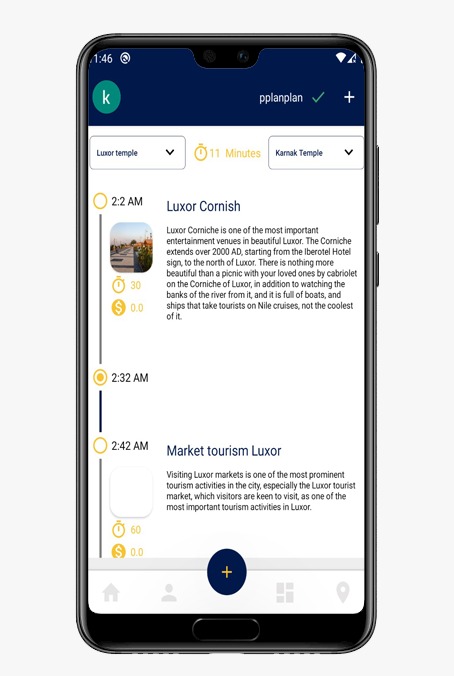 1:46
k
pplanplan
Luxor temple
11 Minutes
Karnak Temple
2:2 AM
Luxor Cornish
Luxor Corniche is one of the most important
entertainment venues in beautiful Luxor. The Corniche
extends over 2000 AD, starting from the Iberotel Hotel
sign, to the north of Luxor. There is nothing more
beautiful than a picnic with your loved ones by cabriolet
on the Corniche of Luxor, in addition to watching the
banks of the river from it, and it is full of boats, and
ships that take tourists on Nile cruises, not the coolest
of it.
30
0.0
2:32 AM
2:42 AM
Market tourism Luxor
Visiting Luxor markets is one of the most prominent
tourism activities in the city, especially the Luxor tourist
market, which visitors are keen to visit, as one of the
most important tourism activities in Luxor.
60
0.0